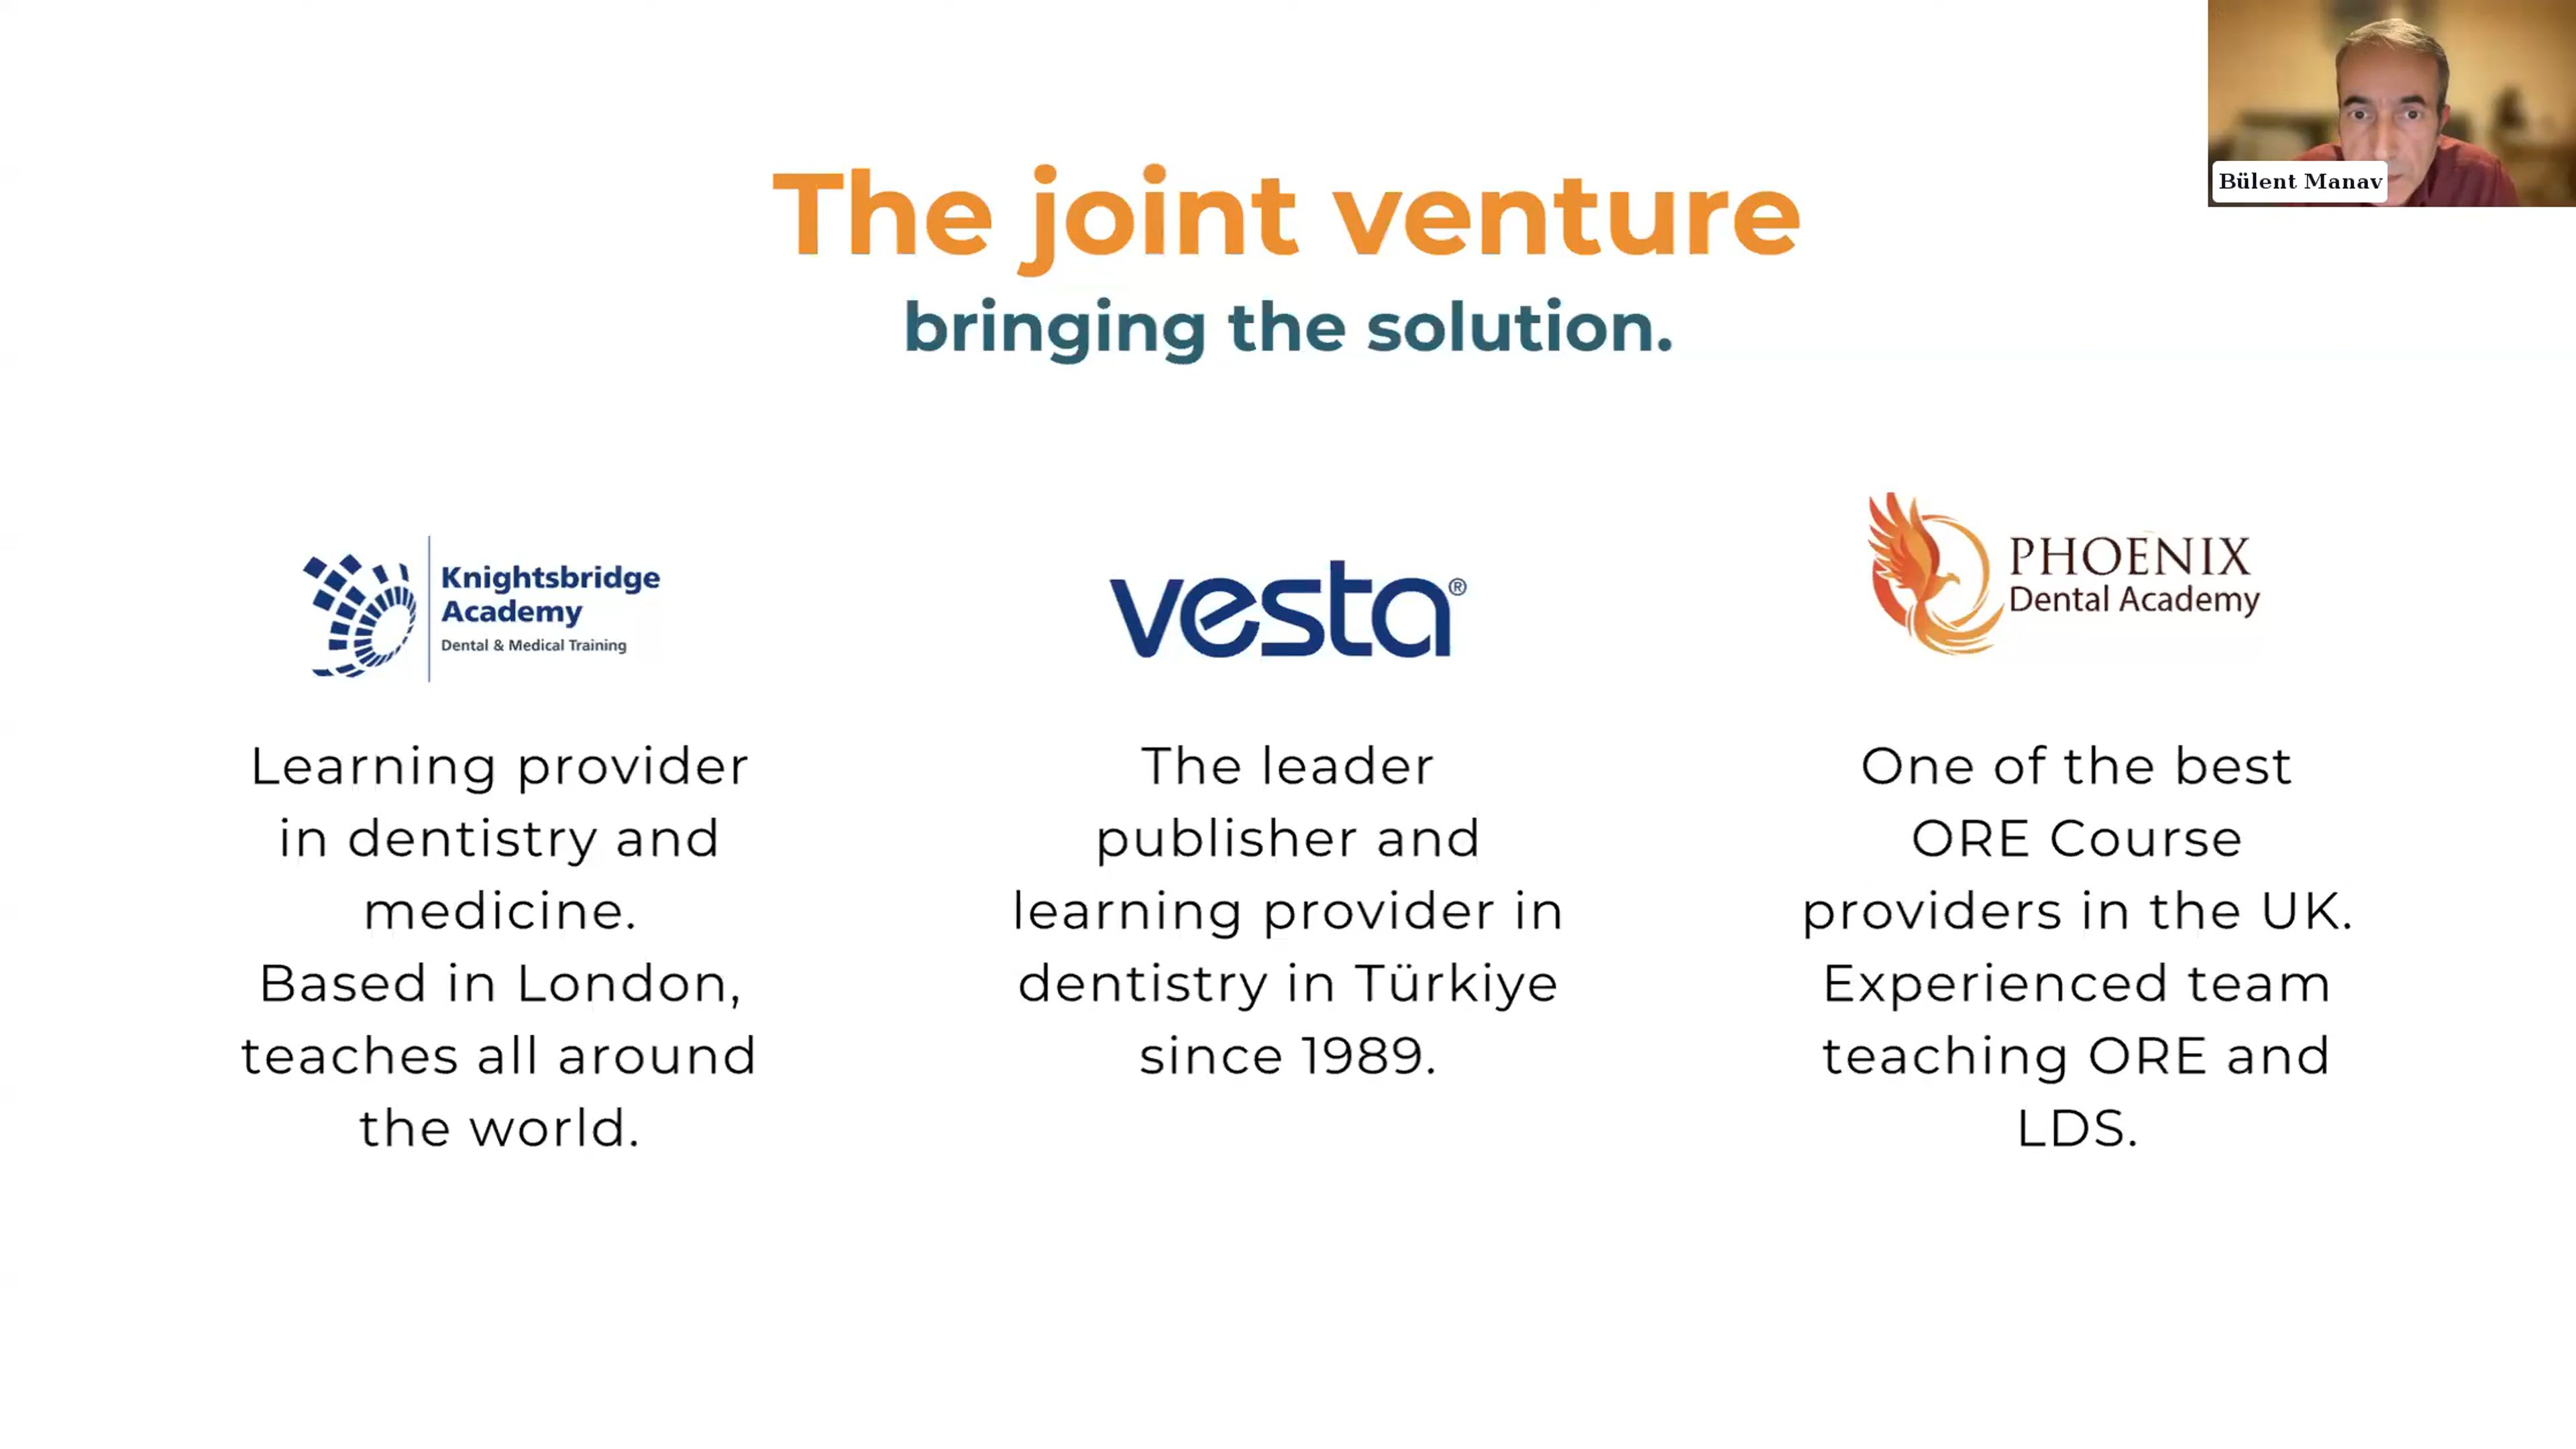 Bülent Manav
The joint venture
bringing the solution.
Knightsbridge
Academy
Dental & Medical Training
Learning provider
in dentistry and
medicine.
Based in London,
teaches all around
the world.
vesta®
The leader
publisher and
learning provider in
dentistry in Türkiye
since 1989.
PHOENIX
Dental Academy
One of the best
ORE Course
providers in the UK.
Experienced team
teaching ORE and
LDS.